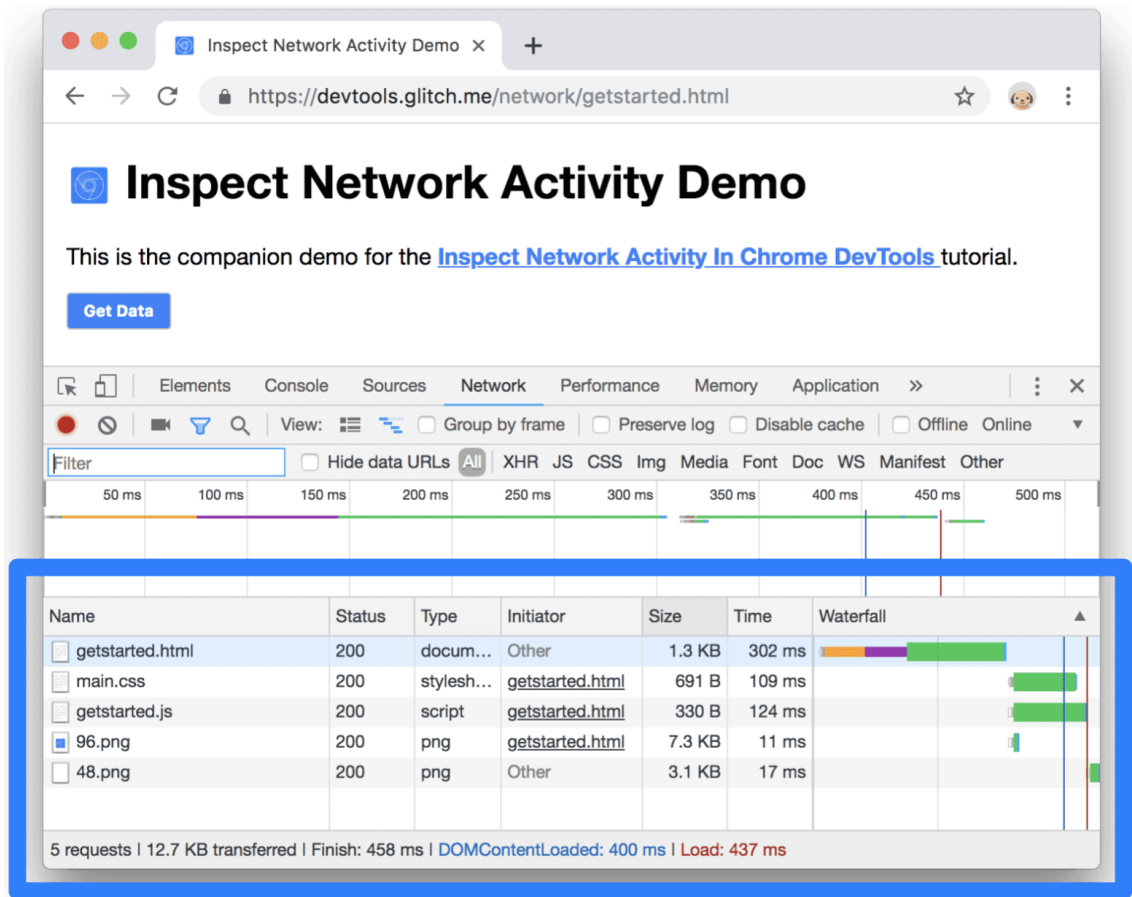 Inspect Network Activity Demo
https://devtools.glitch.me/network/getstarted.html
Inspect Network Activity Demo
This is the companion demo for the Inspect Network Activity In Chrome DevTools tutorial.
Get Data
Elements Console Sources Network Performance Memory Application
View: Group by frame Preserve log Disable cache Offline Online
Filter Hide data URLs All XHR JS CSS Img Media Font Doc WS Manifest Other
50 ms 100 ms 150 ms 200 ms 250 ms 300 ms 350 ms 400 ms 450 ms 500 ms
Name Status Type Initiator Size Time Waterfall
getstarted.html 200 docum... Other 1.3 KB 302 ms
main.css 200 stylesh... getstarted.html 691 B 109 ms
getstarted.js 200 script getstarted.html 330 B 124 ms
96.png 200 png getstarted.html 7.3 KB 11 ms
48.png 200 png Other 3.1 KB 17 ms
5 requests | 12.7 KB transferred | Finish: 458 ms | DOMContentLoaded: 400 ms | Load: 437 ms